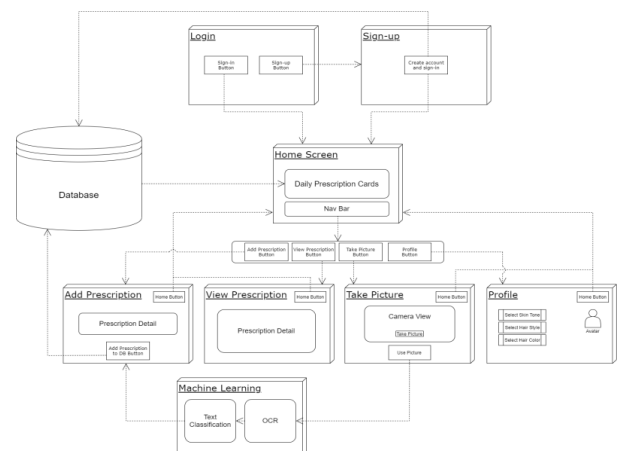 Login
Sign-in
Button
Sign-up
Button
Sign-up
Create account
and sign-in
Database
Home Screen
Daily Prescription Cards
Nav Bar
Add Prescription
Button
View Prescription
Button
Take Picture
Button
Profile
Button
Add Prescription
Home Button
Prescription Detail
Add Prescription
to DB Button
View Prescription
Home Button
Prescription Detail
Take Picture
Home Button
Camera View
Take Picture
Use Picture
Profile
Home Button
Select Skin Tone
Select Hair Style
Select Hair Color
Avatar
Machine Learning
Text
Classification
OCR